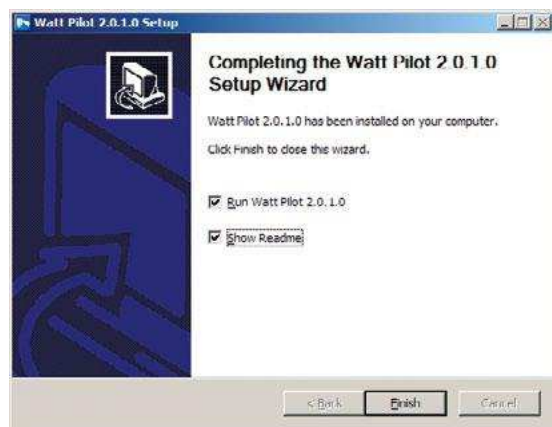 Watt Pilot 2.0.1.0 Setup
Completing the Watt Pilot 2.0.1.0
Setup Wizard
Watt Pilot 2.0.1.0 has been installed on your computer.
Click Finish to close this wizard.
Run Watt Pilot 2.0.1.0
Show Readme
< Back
Finish
Cancel